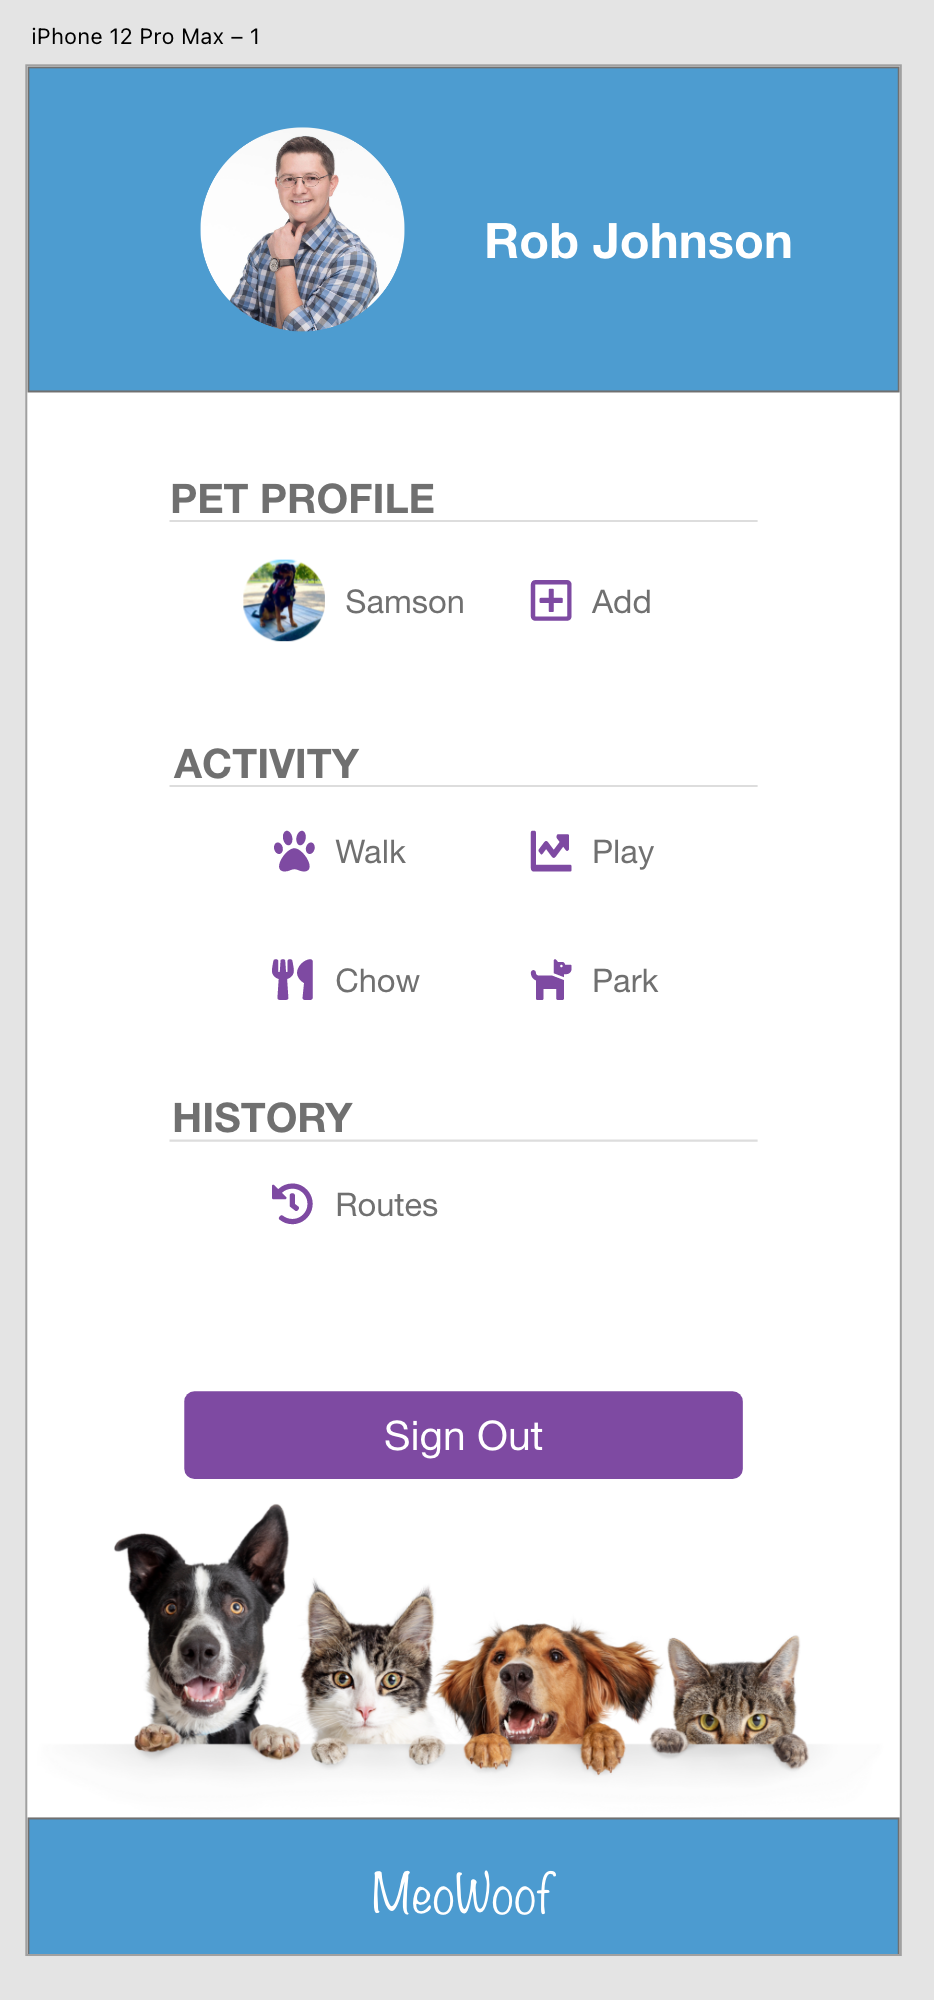 iPhone 12 Pro Max – 1
Rob Johnson
PET PROFILE
Samson
Add
ACTIVITY
Walk
Play
Chow
Park
HISTORY
Routes
Sign Out
MeoWoof